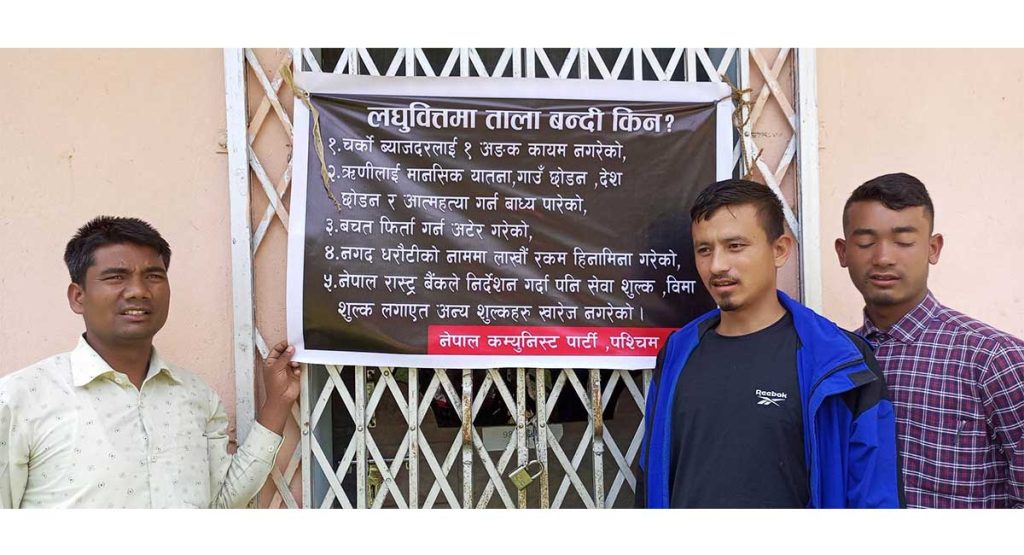 लघुवित्तमा ताला बन्दी किन?
१.चर्को ब्याजदरलाई १ अङक कायम नगरेको,
२.ऋणीलाई मानसिक यातना,गाउँ छोडन ,देश
छोडन र आत्महत्या गर्न बाध्य पारेको,
३.बचत फिर्ता गर्न अटेर गरेको,
४.नगद धरौटीको नाममा लाखौं रकम हिनामिना गरेको,
५.नेपाल रास्ट्र बैंकले निर्देशन गर्दा पनि सेवा शुल्क ,विमा
शुल्क लगाएत अन्य शुल्कहरु खारेज नगरेको ।
नेपाल कम्युनिस्ट पार्टी ,पश्चिम
Reebok